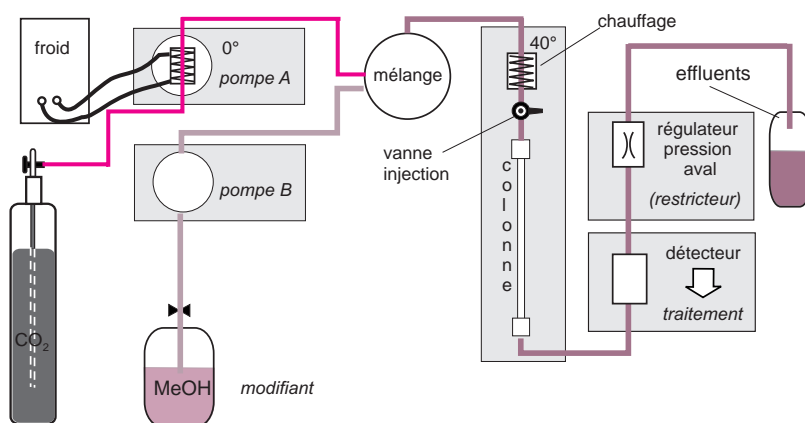 froid
0°
pompe A
mélange
chauffage
40°
vanne
injection
colonne
effluents
régulateur
pression
aval
(restricteur)
pompe B
détecteur
traitement
CO₂
MeOH
modifiant